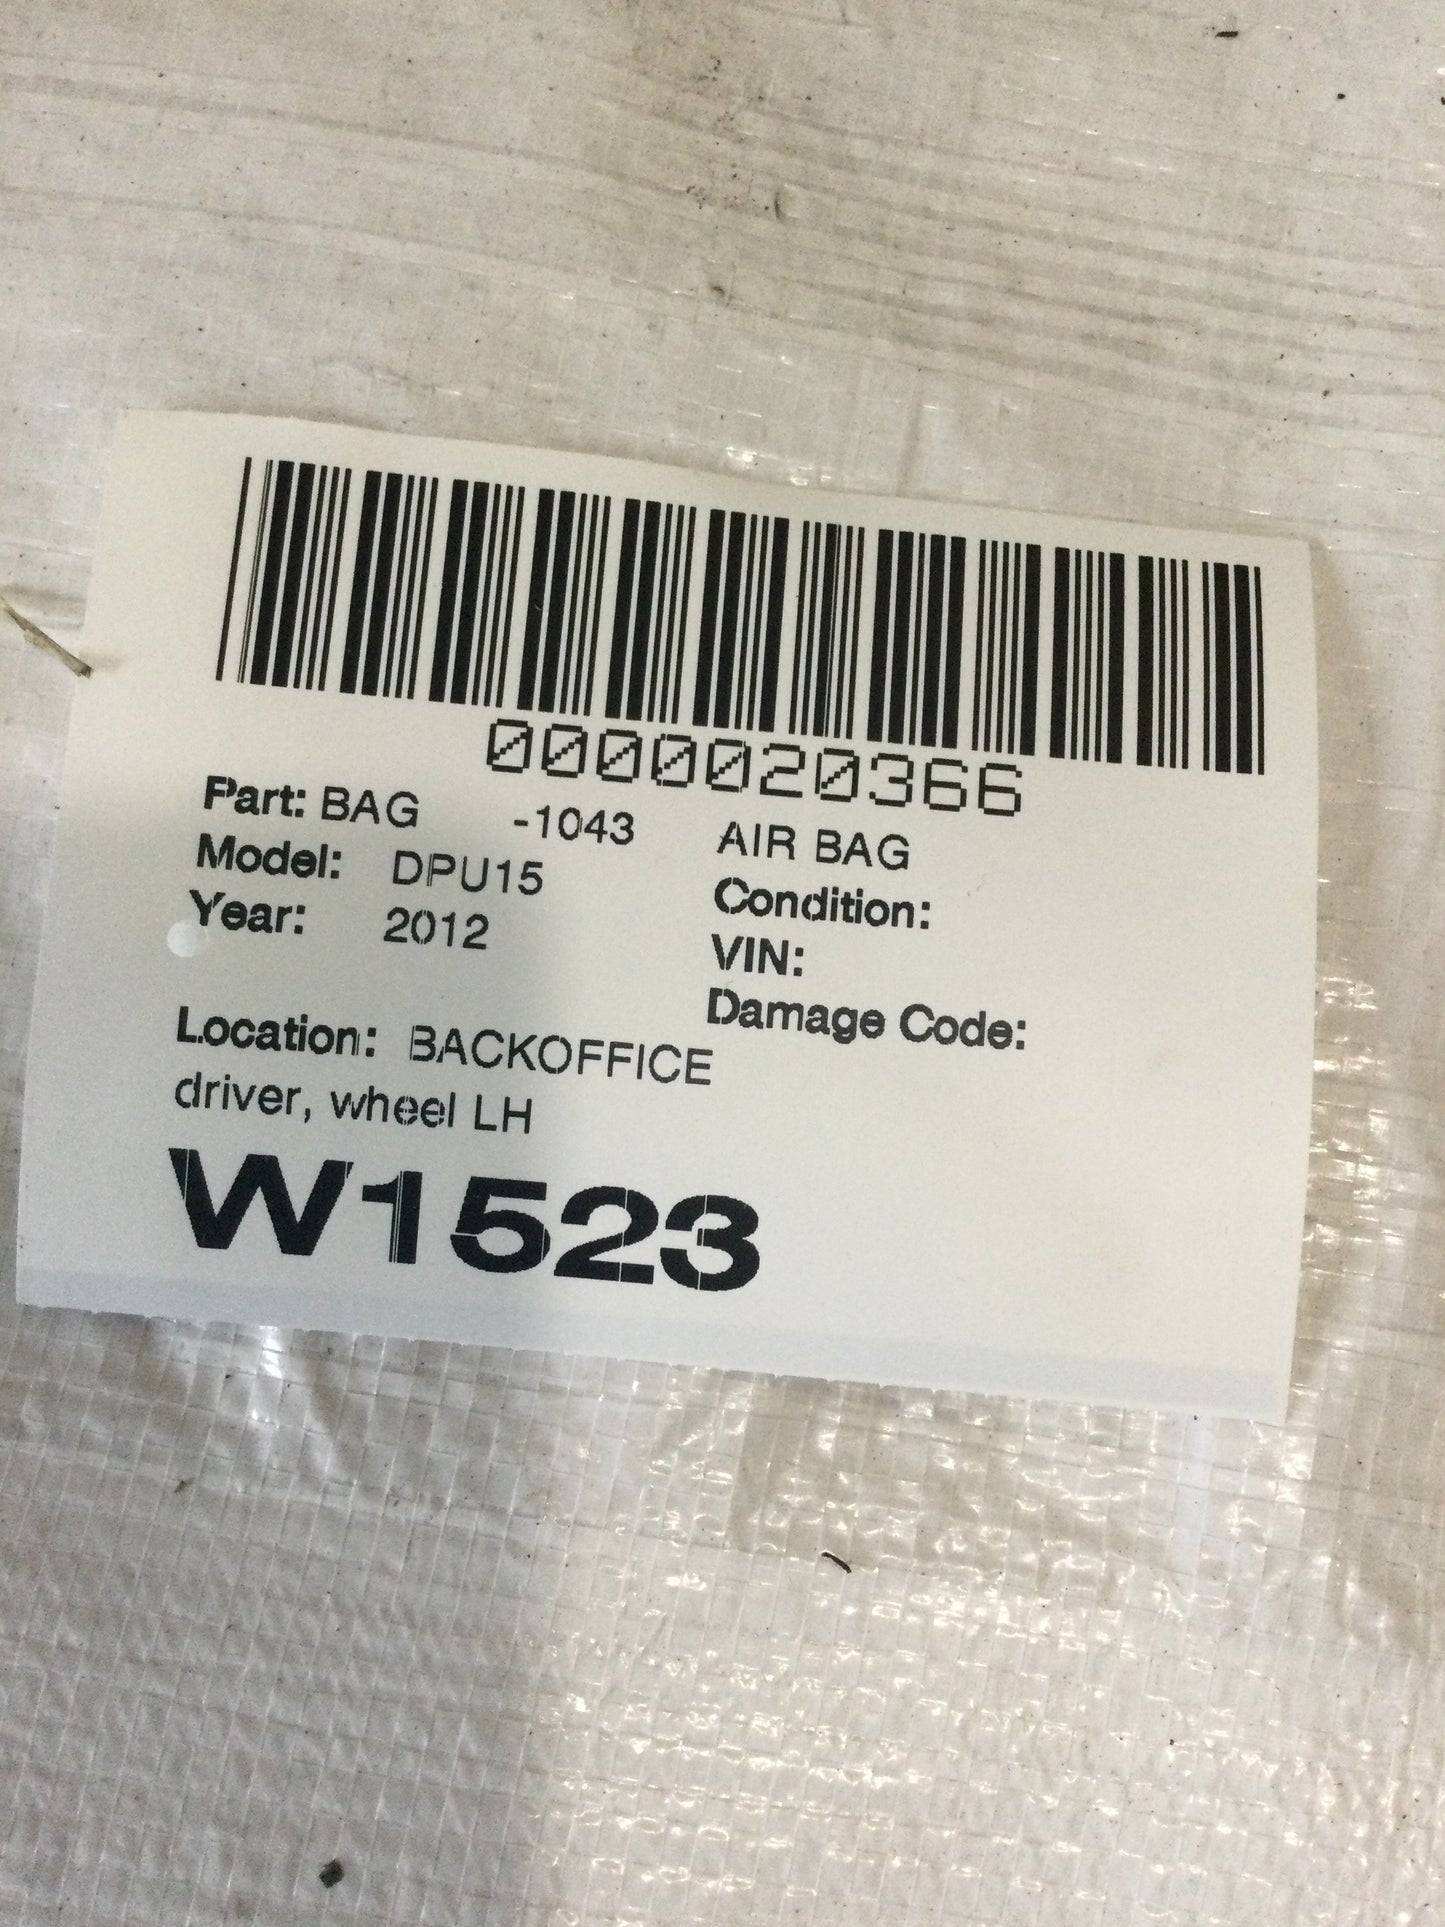 0000020366
Part: BAG -1043 AIR BAG
Model: DPU15 Condition:
Year: 2012 VIN:
Damage Code:
Location: BACKOFFICE
driver, wheel LH
W1523